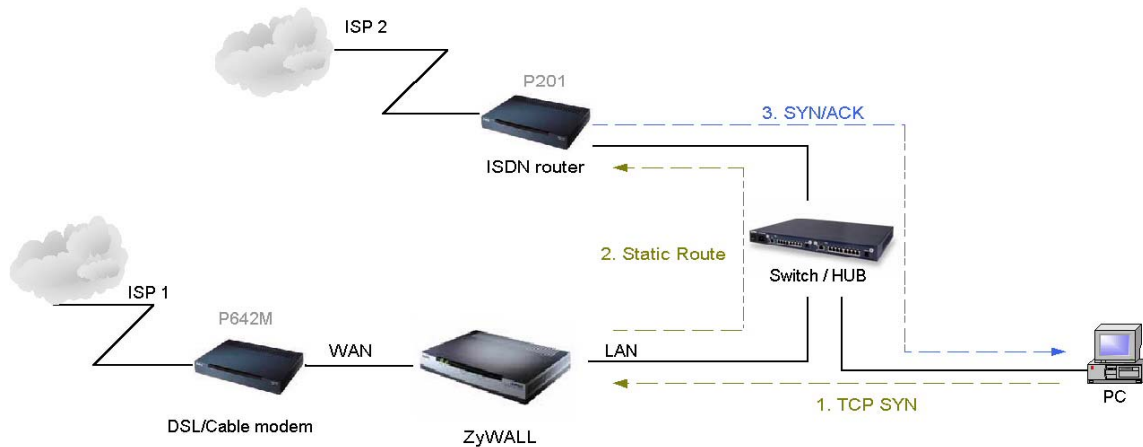 ISP 2
P201
3. SYN/ACK
ISDN router
2. Static Route
Switch / HUB
ISP 1
P642M
WAN
LAN
DSL/Cable modem
ZyWALL
1. TCP SYN
PC